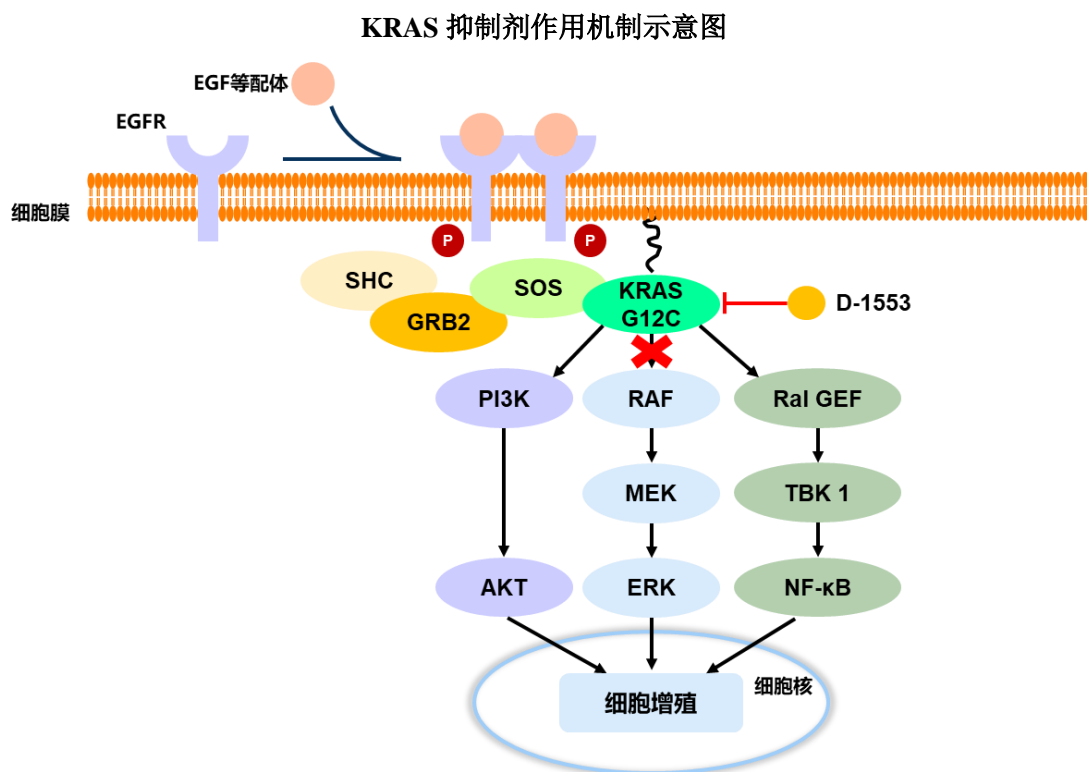 KRAS 抑制剂作用机制示意图
EGF等配体
EGFR
细胞膜
P
P
SHC
GRB2
SOS
KRAS
G12C
D-1553
PI3K
RAF
Ral GEF
MEK
TBK 1
AKT
ERK
NF-κB
细胞核
细胞增殖